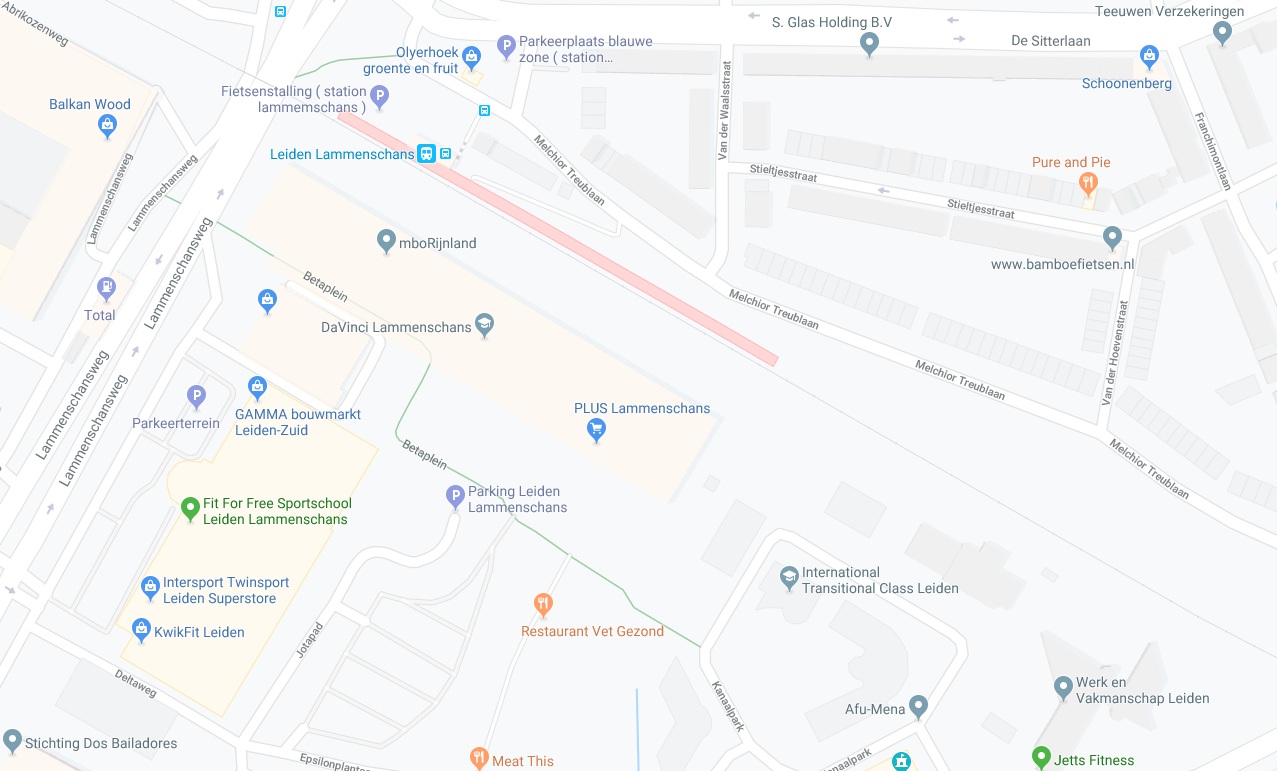 Abrikozenweg
S. Glas Holding B.V
Teeuwen Verzekeringen
De Sitterlaan
Olyerhoek
groente en fruit
Parkeerplaats blauwe
zone ( station...
Schoonenberg
Fietsenstalling ( station
lammemschans )
Balkan Wood
Van der Waalsstraat
Franchimontlaan
Leiden Lammenschans
Melchior Treublaan
Pure and Pie
Stieltjesstraat
Stieltjesstraat
Lammenschansweg
Lammenschansweg
Lammenschansweg
mboRijnland
www.bamboefietsen.nl
Betaplein
Total
DaVinci Lammenschans
Melchior Treublaan
Van der Hoevenstraat
Melchior Treublaan
Lammenschansweg
Lammenschansweg
GAMMA bouwmarkt
Leiden-Zuid
Parkeerterrein
PLUS Lammenschans
Betaplein
Melchior Treublaan
Parking Leiden
Lammenschans
Fit For Free Sportschool
Leiden Lammenschans
International
Transitional Class Leiden
Intersport Twinsport
Leiden Superstore
KwikFit Leiden
Restaurant Vet Gezond
Jotapad
Deltaweg
Kanaalpark
Werk en
Vakmanschap Leiden
Afu-Mena
Stichting Dos Bailadores
Kanaalpark
Epsilonplants
Meat This
Jetts Fitness